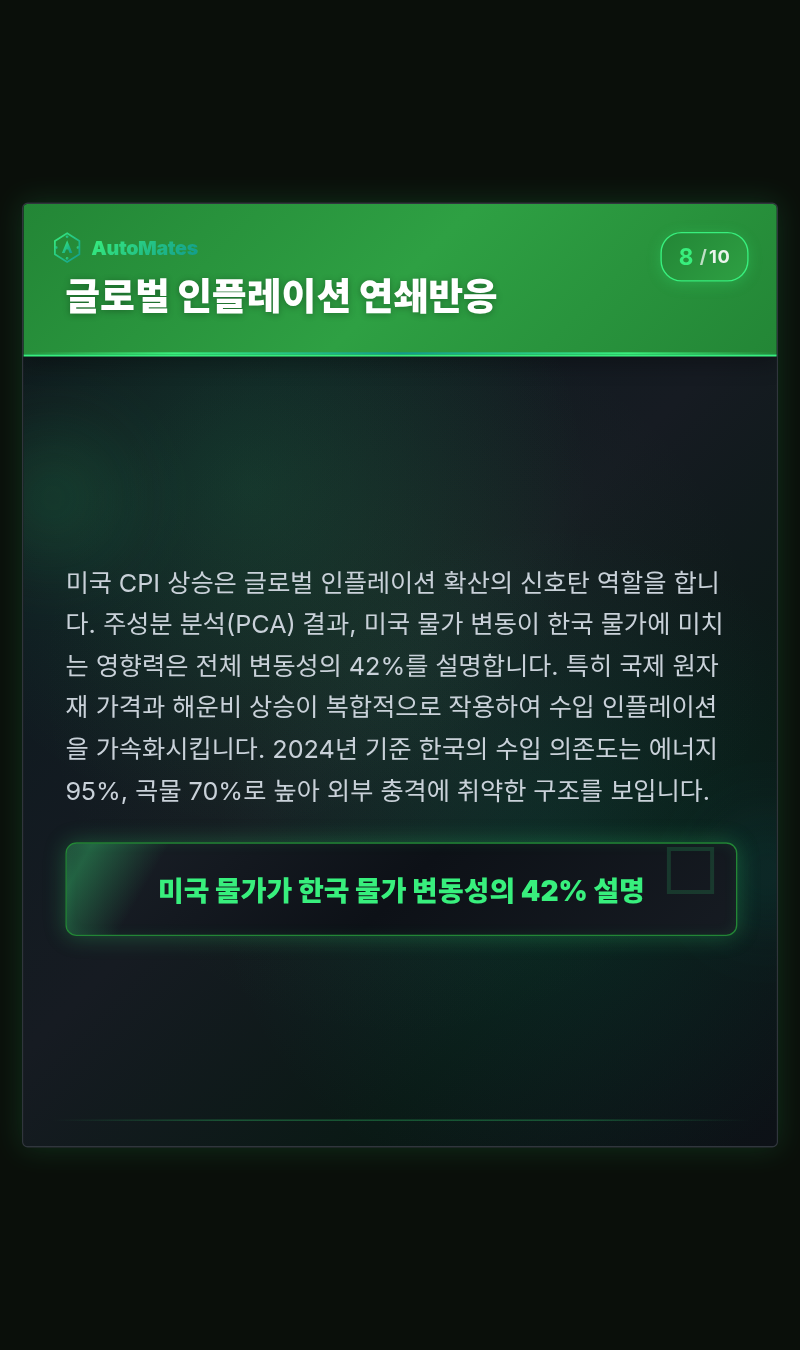 AutoMates
8 /10
글로벌 인플레이션 연쇄반응
미국 CPI 상승은 글로벌 인플레이션 확산의 신호탄 역할을 합니
다. 주성분 분석(PCA) 결과, 미국 물가 변동이 한국 물가에 미치
는 영향력은 전체 변동성의 42%를 설명합니다. 특히 국제 원자
재 가격과 해운비 상승이 복합적으로 작용하여 수입 인플레이션
을 가속화시킵니다. 2024년 기준 한국의 수입 의존도는 에너지
95%, 곡물 70%로 높아 외부 충격에 취약한 구조를 보입니다.
미국 물가가 한국 물가 변동성의 42% 설명